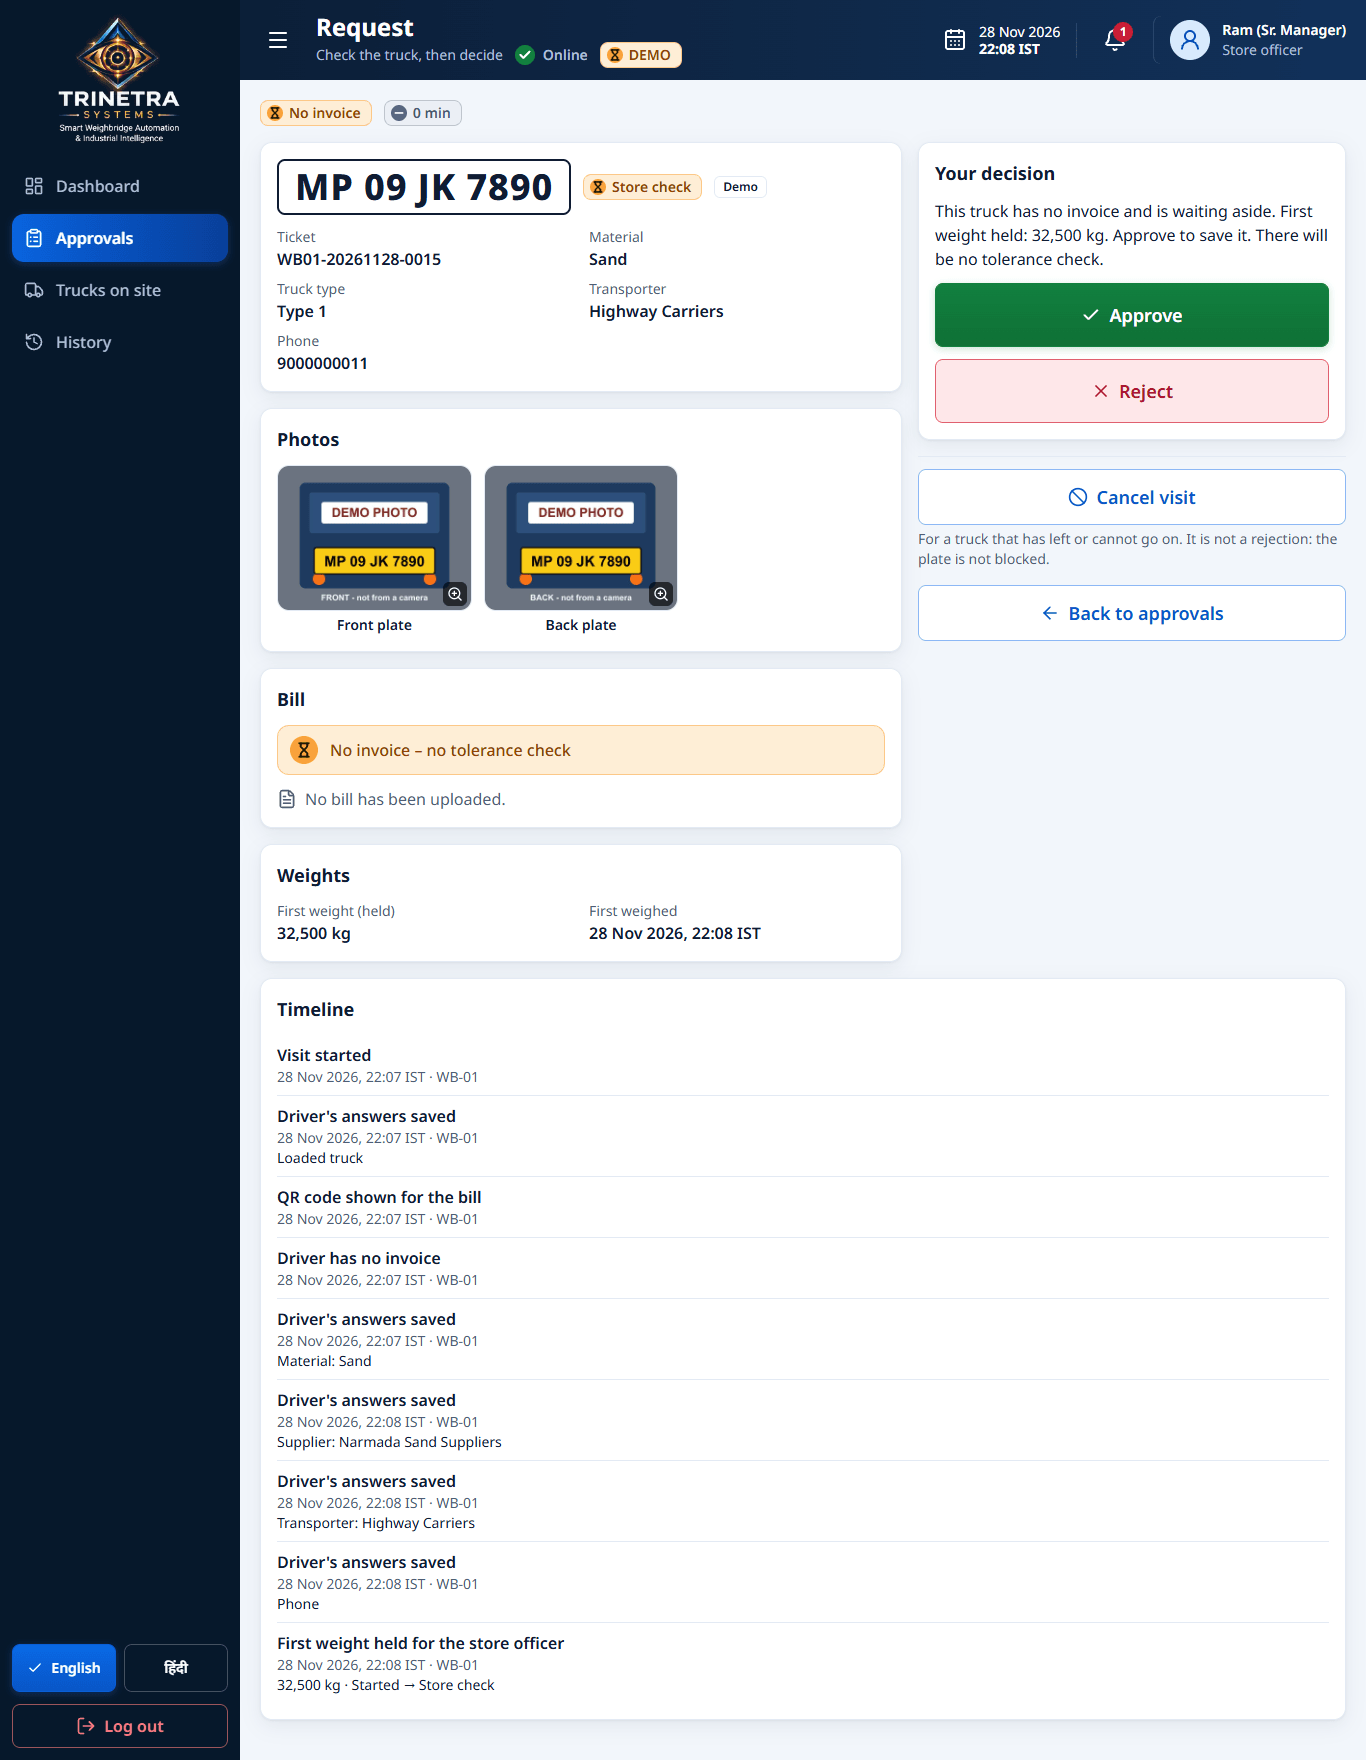 TRINETRA
SYSTEMS
Smart Weighbridge Automation
& Industrial Intelligence
Dashboard
Approvals
Trucks on site
History
English
हिंदी
Log out
Request
Check the truck, then decide
Online
DEMO
28 Nov 2026
22:08 IST
1
Ram (Sr. Manager)
Store officer
No invoice
0 min
MP 09 JK 7890
Store check
Demo
Ticket
WB01-20261128-0015
Material
Sand
Truck type
Type 1
Transporter
Highway Carriers
Phone
9000000011
Photos
DEMO PHOTO
MP 09 JK 7890
FRONT - not from a camera
Front plate
DEMO PHOTO
MP 09 JK 7890
BACK - not from a camera
Back plate
Bill
No invoice – no tolerance check
No bill has been uploaded.
Weights
First weight (held)
32,500 kg
First weighed
28 Nov 2026, 22:08 IST
Your decision
This truck has no invoice and is waiting aside. First
weight held: 32,500 kg. Approve to save it. There will
be no tolerance check.
Approve
Reject
Cancel visit
For a truck that has left or cannot go on. It is not a rejection: the
plate is not blocked.
Back to approvals
Timeline
Visit started
28 Nov 2026, 22:07 IST · WB-01
Driver's answers saved
28 Nov 2026, 22:07 IST · WB-01
Loaded truck
QR code shown for the bill
28 Nov 2026, 22:07 IST · WB-01
Driver has no invoice
28 Nov 2026, 22:07 IST · WB-01
Driver's answers saved
28 Nov 2026, 22:07 IST · WB-01
Material: Sand
Driver's answers saved
28 Nov 2026, 22:08 IST · WB-01
Supplier: Narmada Sand Suppliers
Driver's answers saved
28 Nov 2026, 22:08 IST · WB-01
Transporter: Highway Carriers
Driver's answers saved
28 Nov 2026, 22:08 IST · WB-01
Phone
First weight held for the store officer
28 Nov 2026, 22:08 IST · WB-01
32,500 kg · Started → Store check